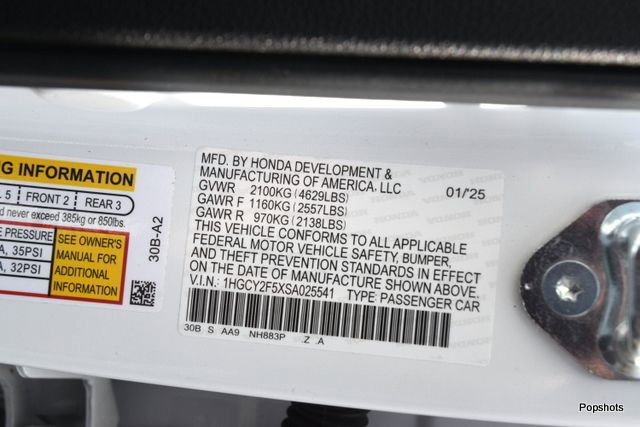 NG INFORMATION
L 5 FRONT 2 REAR 3
d never exceed 385kg or 850lbs.
E PRESSURE
A, 35PSI
A, 32PSI
SEE OWNER'S
MANUAL FOR
ADDITIONAL
INFORMATION
30B-A2
MFD. BY HONDA DEVELOPMENT &
MANUFACTURING OF AMERICA, LLC 01/'25
GVWR 2100KG(4629LBS)
GAWR F 1160KG(2557LBS)
GAWR R 970KG(2138LBS)
THIS VEHICLE CONFORMS TO ALL APPLICABLE
FEDERAL MOTOR VEHICLE SAFETY, BUMPER,
AND THEFT PREVENTION STANDARDS IN EFFECT
ON THE DATE OF MANUFACTURE SHOWN ABOVE.
V.I.N.: 1HGCY2F5XSA025541 TYPE PASSENGER CAR
30B S AA9 NH883P Z A
Popshots